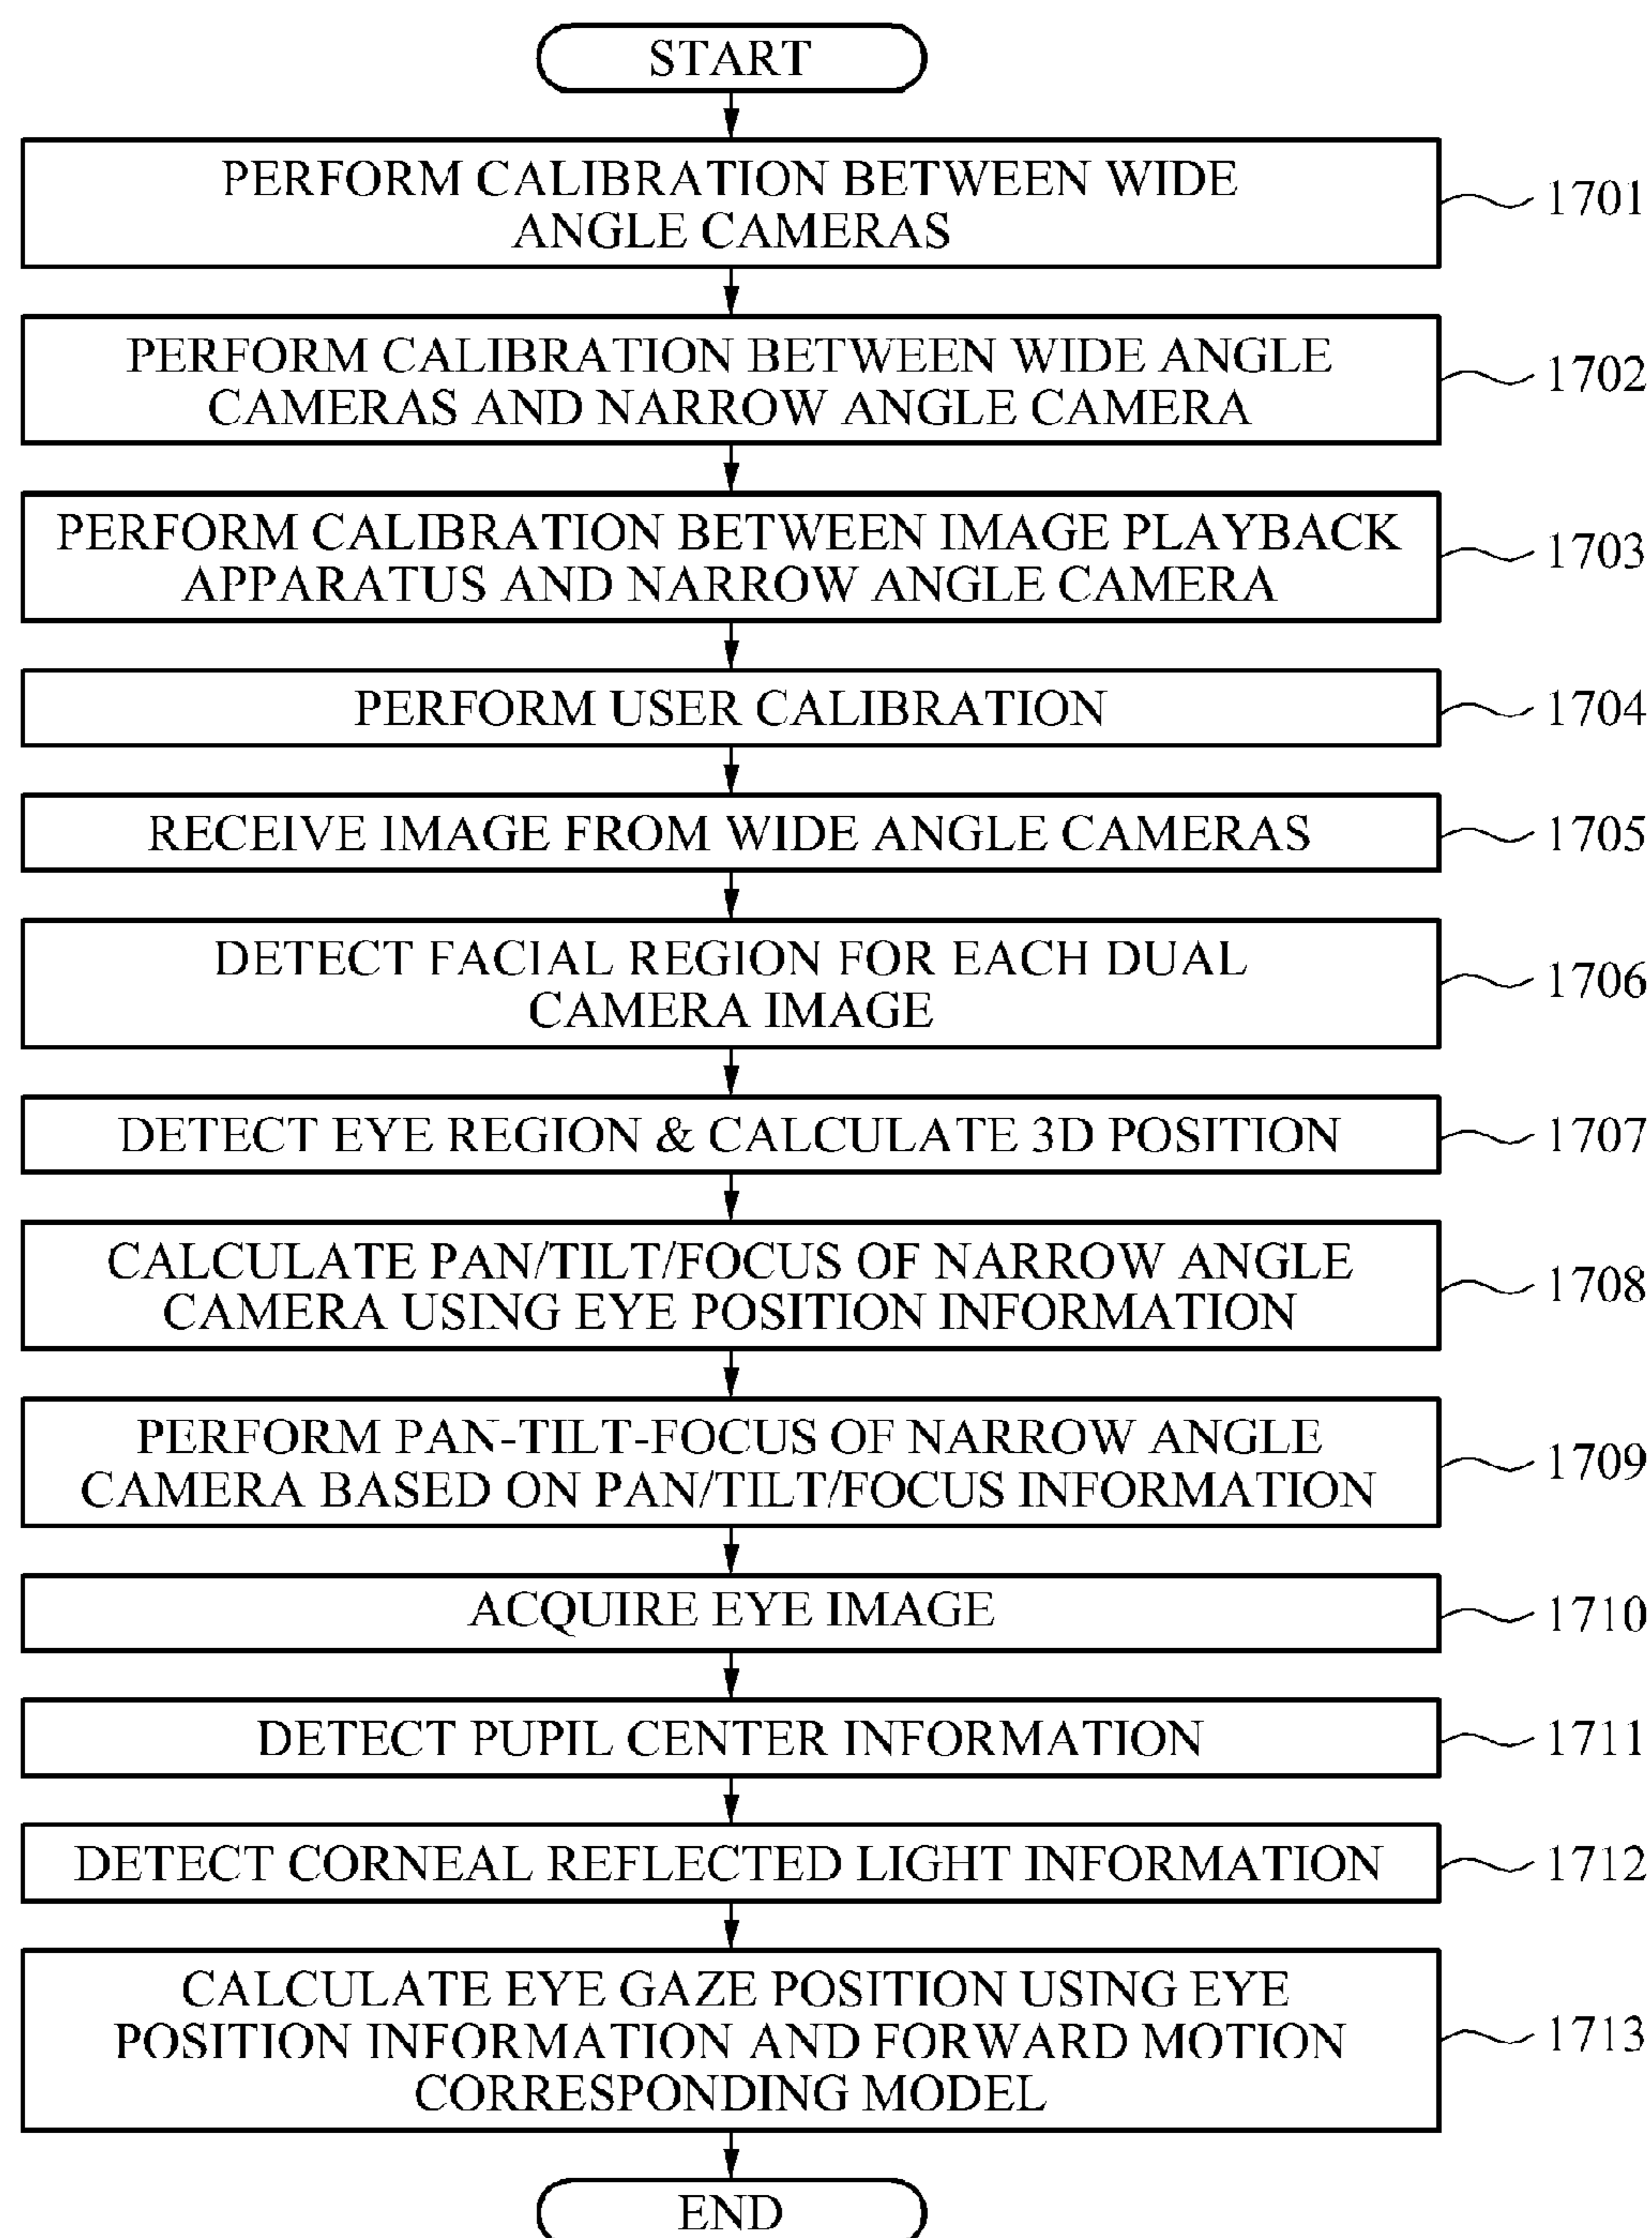 START
PERFORM CALIBRATION BETWEEN WIDE
ANGLE CAMERAS
1701
PERFORM CALIBRATION BETWEEN WIDE ANGLE
CAMERAS AND NARROW ANGLE CAMERA
1702
PERFORM CALIBRATION BETWEEN IMAGE PLAYBACK
APPARATUS AND NARROW ANGLE CAMERA
1703
PERFORM USER CALIBRATION
1704
RECEIVE IMAGE FROM WIDE ANGLE CAMERAS
1705
DETECT FACIAL REGION FOR EACH DUAL
CAMERA IMAGE
1706
DETECT EYE REGION & CALCULATE 3D POSITION
1707
CALCULATE PAN/TILT/FOCUS OF NARROW ANGLE
CAMERA USING EYE POSITION INFORMATION
1708
PERFORM PAN-TILT-FOCUS OF NARROW ANGLE
CAMERA BASED ON PAN/TILT/FOCUS INFORMATION
1709
ACQUIRE EYE IMAGE
1710
DETECT PUPIL CENTER INFORMATION
1711
DETECT CORNEAL REFLECTED LIGHT INFORMATION
1712
CALCULATE EYE GAZE POSITION USING EYE
POSITION INFORMATION AND FORWARD MOTION
CORRESPONDING MODEL
1713
END